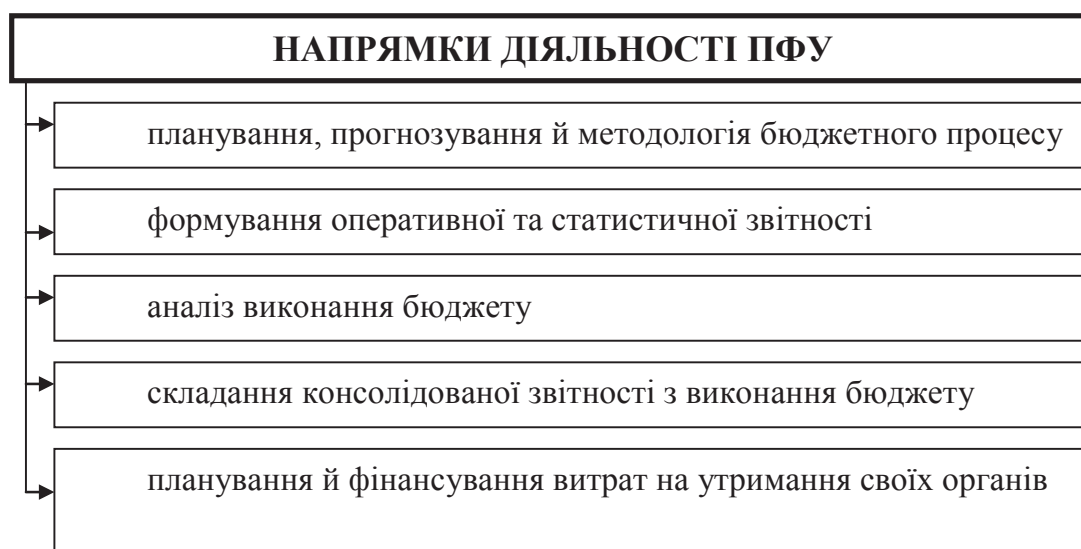 НАПРЯМКИ ДІЯЛЬНОСТІ ПФУ
планування, прогнозування й методологія бюджетного процесу
формування оперативної та статистичної звітності
аналіз виконання бюджету
складання консолідованої звітності з виконання бюджету
планування й фінансування витрат на утримання своїх органів